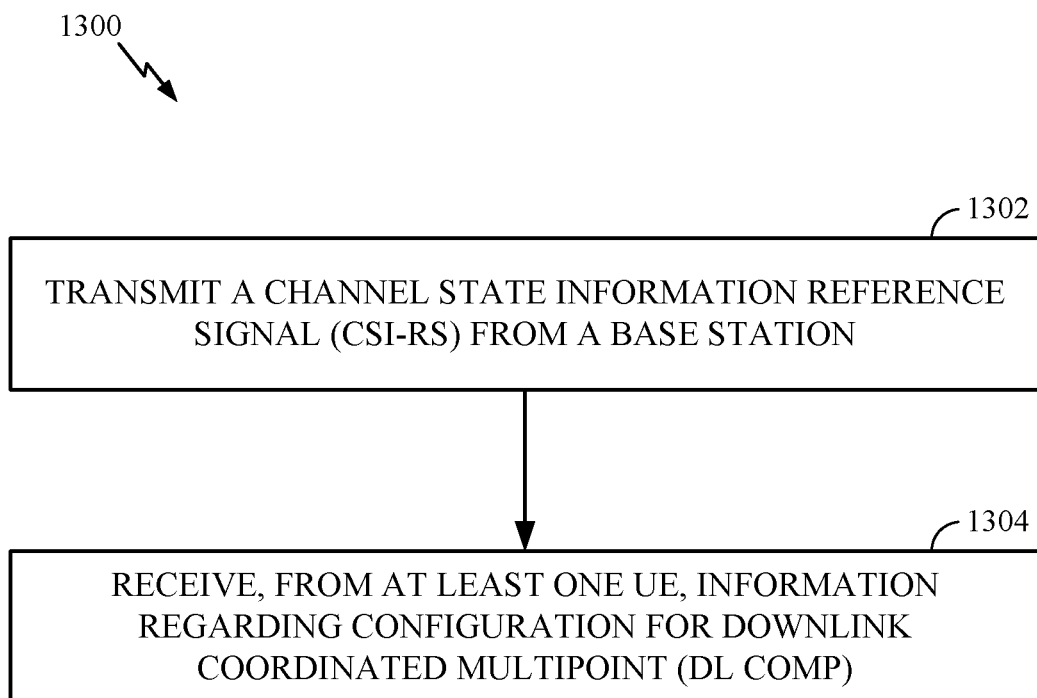 1300
1302
TRANSMIT A CHANNEL STATE INFORMATION REFERENCE
SIGNAL (CSI-RS) FROM A BASE STATION
1304
RECEIVE, FROM AT LEAST ONE UE, INFORMATION
REGARDING CONFIGURATION FOR DOWNLINK
COORDINATED MULTIPOINT (DL COMP)